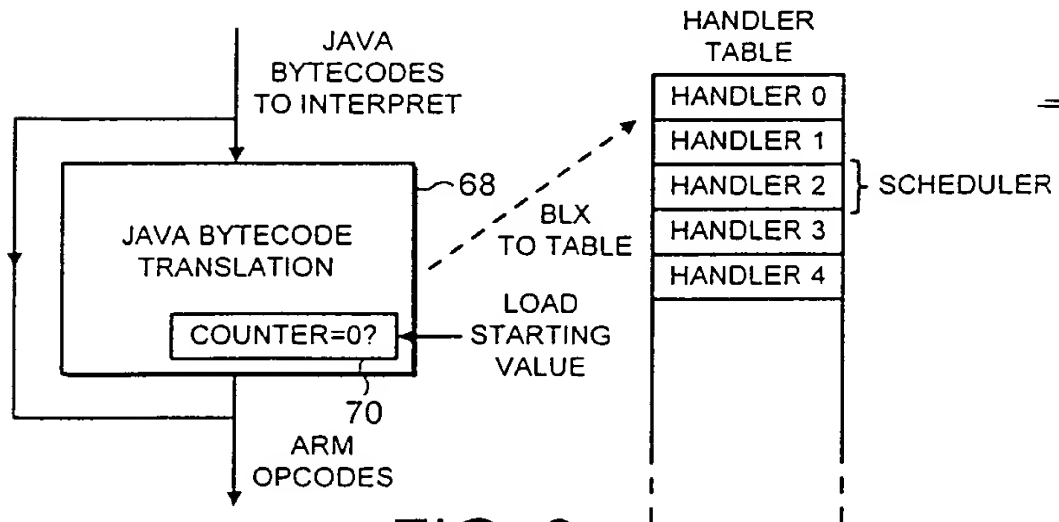 JAVA
BYTECODES
TO INTERPRET
68
JAVA BYTECODE
TRANSLATION
COUNTER=0?
70
ARM
OPCODES
BLX
TO TABLE
LOAD
STARTING
VALUE
HANDLER
TABLE
HANDLER 0
HANDLER 1
HANDLER 2
SCHEDULER
HANDLER 3
HANDLER 4